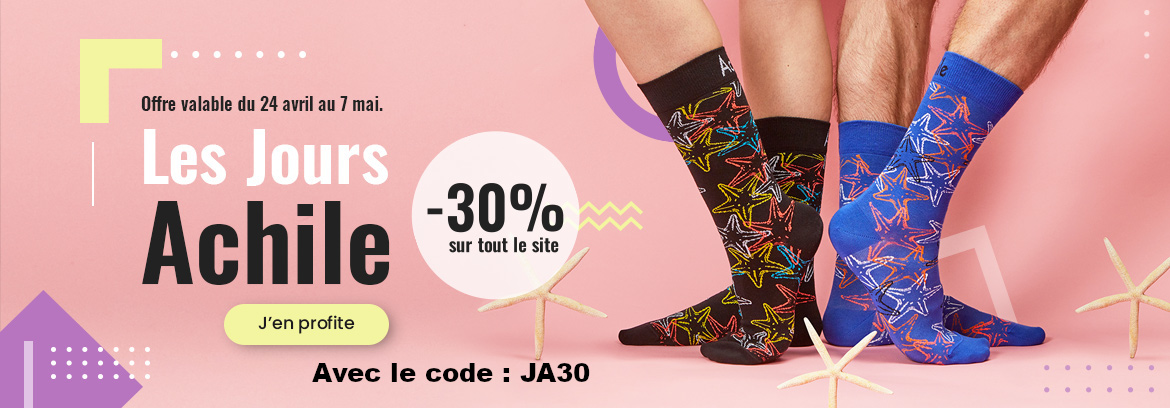 Offre valable du 24 avril au 7 mai.
Les Jours
Achile
-30%
sur tout le site
J'en profite
Avec le code : JA30